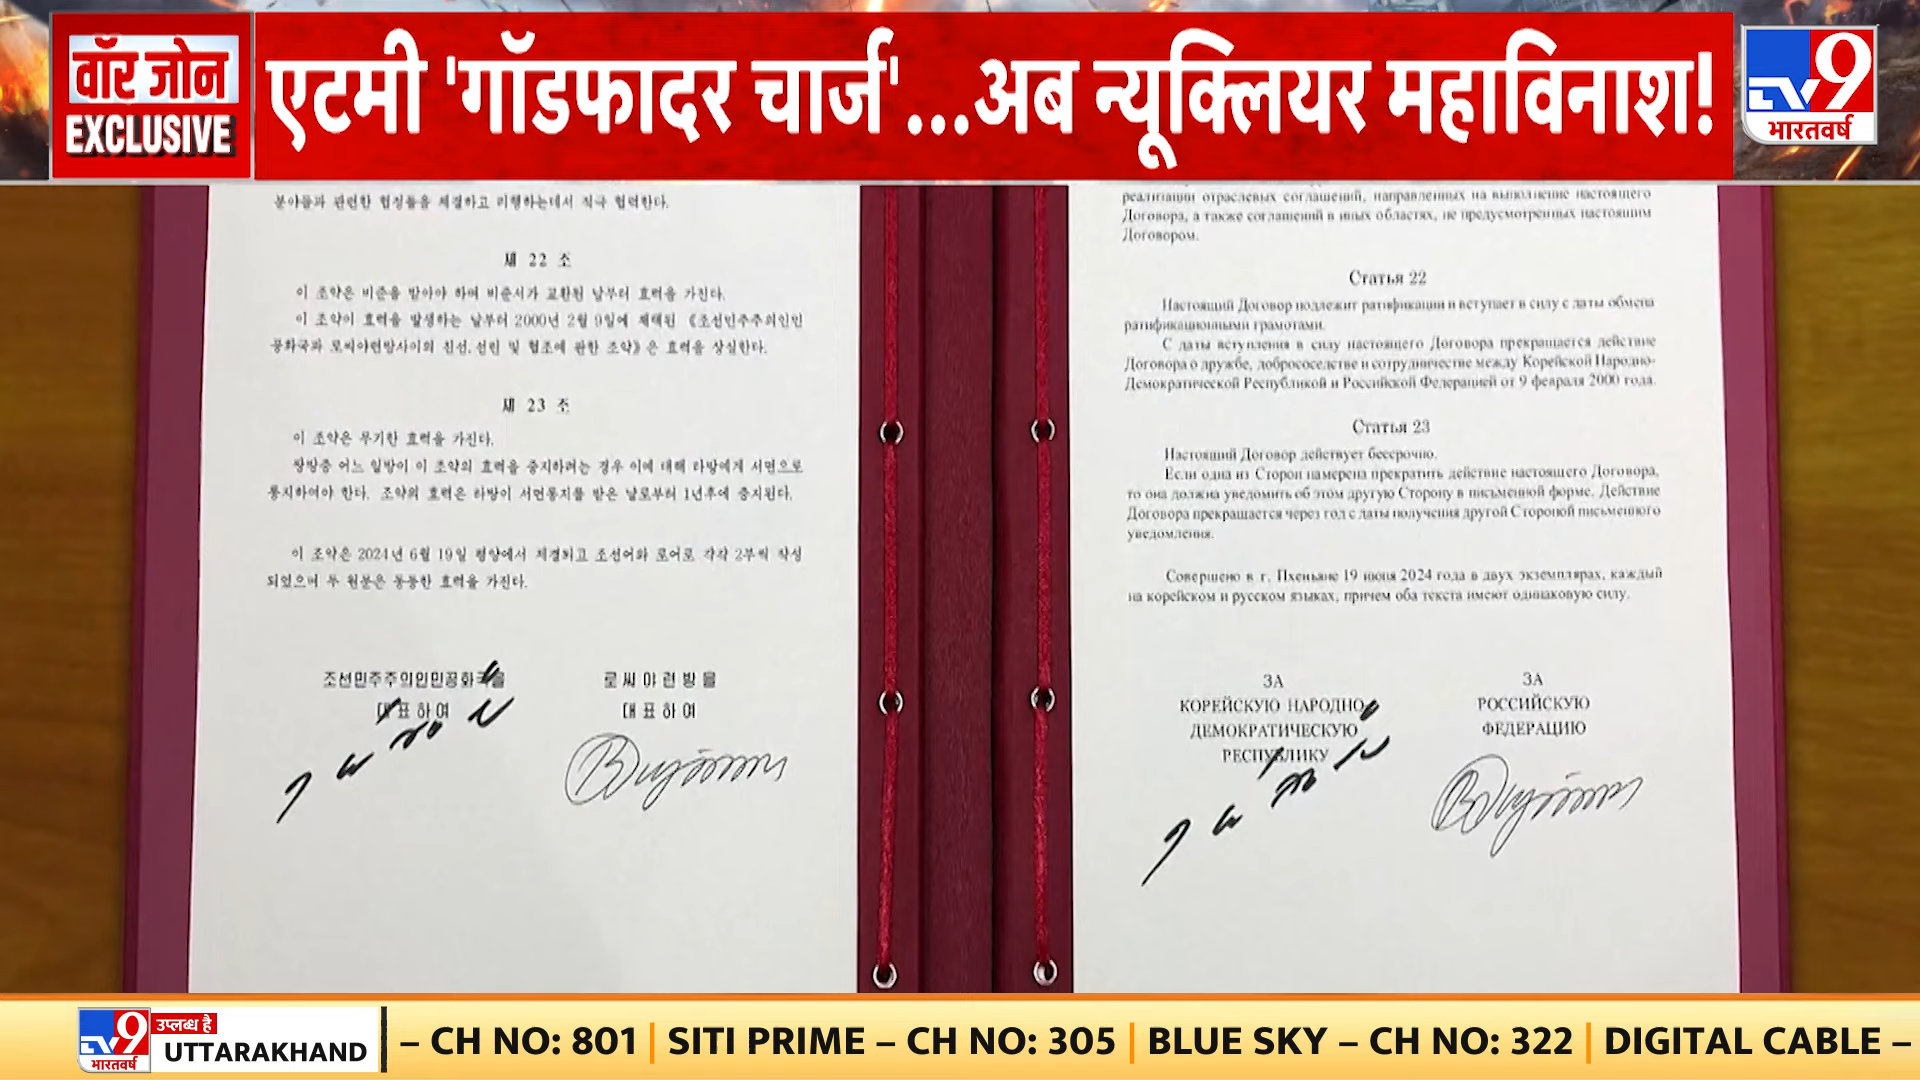 वॉर जोन
EXCLUSIVE
एटमी 'गॉडफादर चार्ज'...अब न्यूक्लियर महाविनाश!
TV9
भारतवर्ष
분야들과 관련한 협정들을 체결하고 리행하는데서 적극 협력한다.
제 22 조
이 조약은 비준을 받아야 하며 비준서가 교환된 날부터 효력을 가진다.
이 조약이 효력을 발생하는 날부터 2000년 2월 9일에 채택된 《조선민주주의인민
공화국과 로씨야련방사이의 친선, 선린 및 협조에 관한 조약》은 효력을 상실한다.
제 23 조
이 조약은 무기한 효력을 가진다.
쌍방중 어느 일방이 이 조약의 효력을 중지하려는 경우 이에 대해 타방에게 서면으로
통지하여야 한다. 조약의 효력은 타방이 서면통지를 받은 날로부터 1년후에 중지된다.
이 조약은 2024년 6월 19일 평양에서 체결되고 조선어와 로어로 각각 2부씩 작성
되였으며 두 원본은 동등한 효력을 가진다.
조선민주주의인민공화국을
대표하여
로씨야련방을
대표하여
реализации отраслевых соглашений, направленных на выполнение настоящего
Договора, а также соглашений в иных областях, не предусмотренных настоящим
Договором.
Статья 22
Настоящий Договор подлежит ратификации и вступает в силу с даты обмена
ратификационными грамотами.
С даты вступления в силу настоящего Договора прекращается действие
Договора о дружбе, добрососедстве и сотрудничестве между Корейской Народно-
Демократической Республикой и Российской Федерацией от 9 февраля 2000 года.
Статья 23
Настоящий Договор действует бессрочно.
Если одна из Сторон намерена прекратить действие настоящего Договора,
то она должна уведомить об этом другую Сторону в письменной форме. Действие
Договора прекращается через год с даты получения другой Стороной письменного
уведомления.
Совершено в г. Пхеньяне 19 июня 2024 года в двух экземплярах, каждый
на корейском и русском языках, причем оба текста имеют одинаковую силу.
ЗА
КОРЕЙСКУЮ НАРОДНО
ДЕМОКРАТИЧЕСКУЮ
РЕСПУБЛИКУ
ЗА
РОССИЙСКУЮ
ФЕДЕРАЦИЮ
TV9
भारतवर्ष
उपलब्ध है
UTTARAKHAND
– CH NO: 801 | SITI PRIME – CH NO: 305 | BLUE SKY – CH NO: 322 | DIGITAL CABLE –